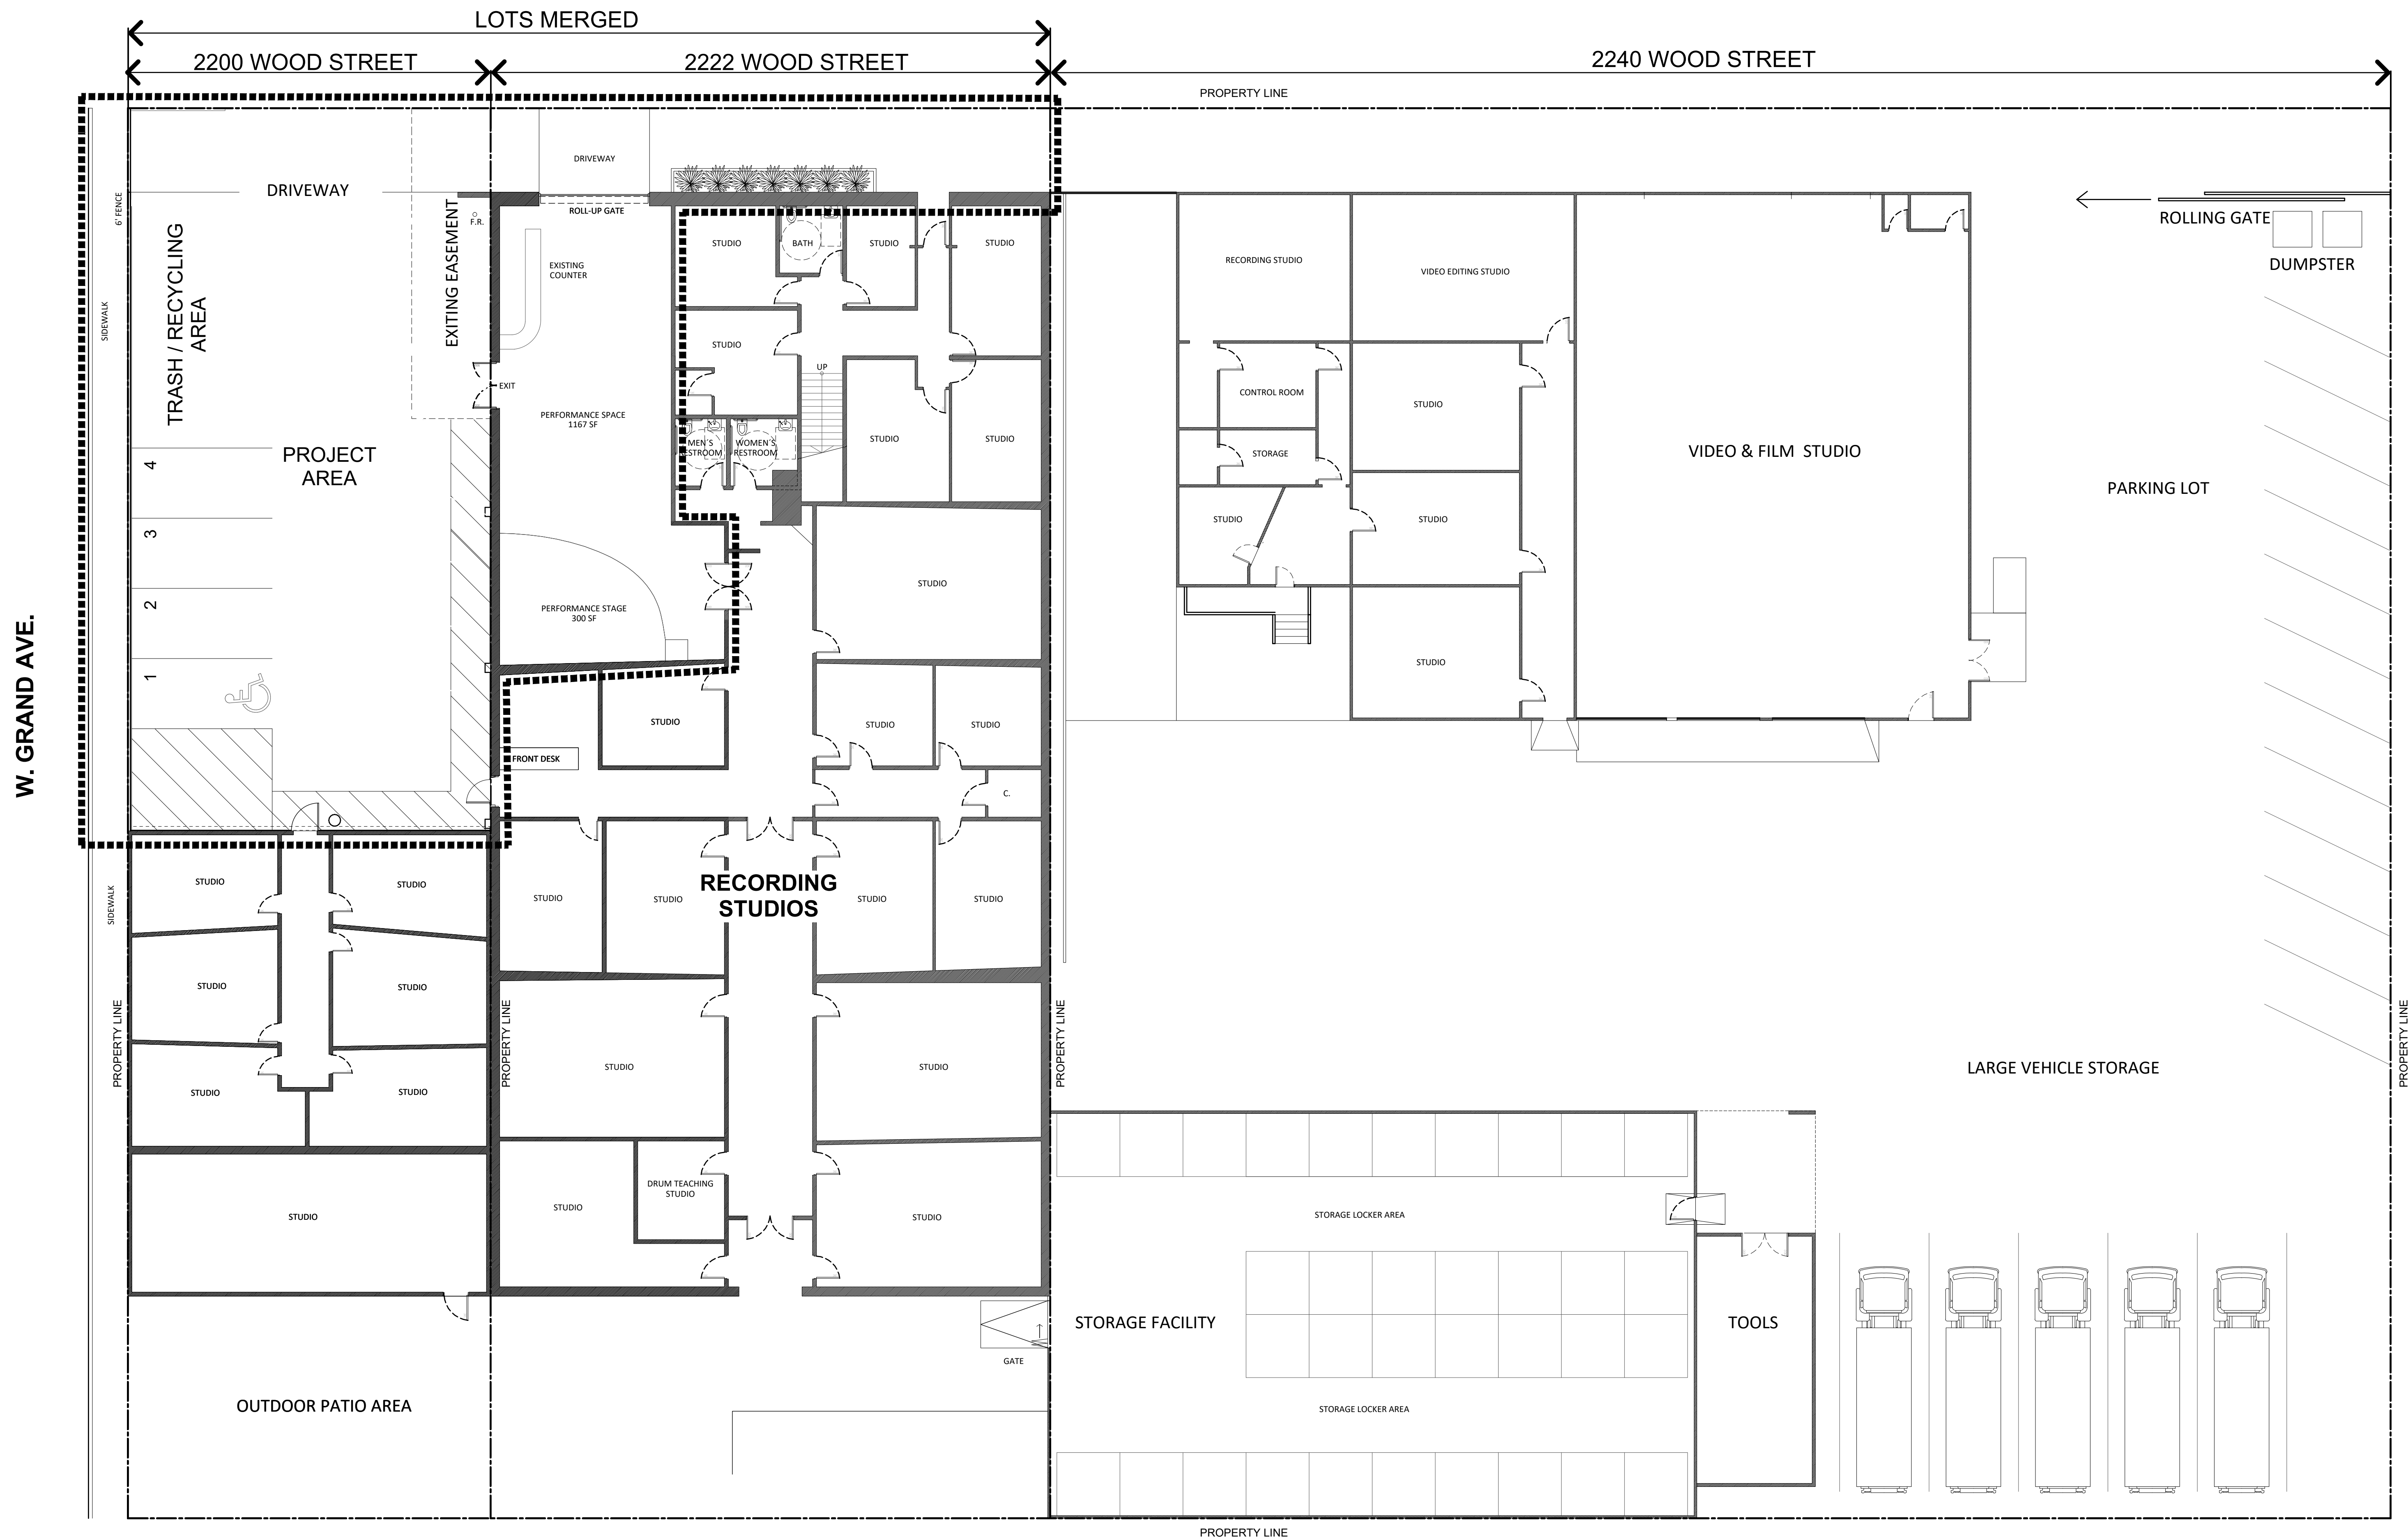 LOTS MERGED
2200 WOOD STREET
2222 WOOD STREET
2240 WOOD STREET
PROPERTY LINE
DRIVEWAY
DRIVEWAY
6' FENCE
SIDEWALK
TRASH / RECYCLING
AREA
EXITING EASEMENT
F.R.
ROLL-UP GATE
EXISTING
COUNTER
EXIT
STUDIO
BATH
STUDIO
STUDIO
STUDIO
UP
PERFORMANCE SPACE
1167 SF
MEN'S
RESTROOM
WOMEN'S
RESTROOM
STUDIO
STUDIO
PROJECT
AREA
4
3
2
1
W. GRAND AVE.
PERFORMANCE STAGE
300 SF
STUDIO
STUDIO
STUDIO
STUDIO
FRONT DESK
C.
RECORDING
STUDIOS
STUDIO
STUDIO
STUDIO
STUDIO
SIDEWALK
STUDIO
STUDIO
STUDIO
STUDIO
STUDIO
STUDIO
STUDIO
PROPERTY LINE
PROPERTY LINE
PROPERTY LINE
PROPERTY LINE
STUDIO
STUDIO
STUDIO
DRUM TEACHING
STUDIO
STUDIO
GATE
OUTDOOR PATIO AREA
RECORDING STUDIO
VIDEO EDITING STUDIO
CONTROL ROOM
STORAGE
STUDIO
STUDIO
STUDIO
STUDIO
VIDEO & FILM STUDIO
ROLLING GATE
DUMPSTER
PARKING LOT
LARGE VEHICLE STORAGE
STORAGE LOCKER AREA
STORAGE FACILITY
TOOLS
STORAGE LOCKER AREA
PROPERTY LINE